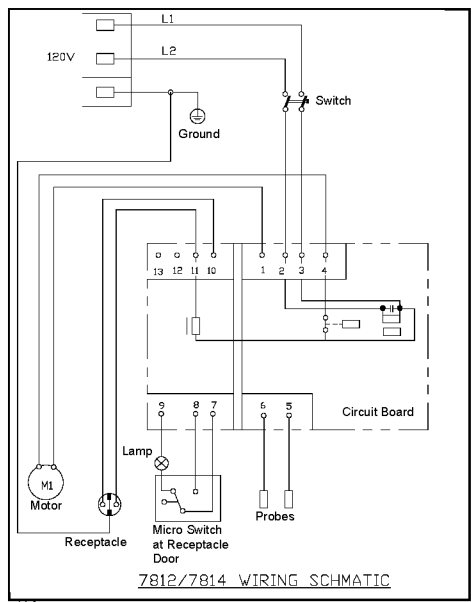 L1
120V
L2
Switch
Ground
13 12 11 10 1 2 3 4
9 8 7 6 5
Circuit Board
Lamp
M1
Motor
Probes
Receptacle
Micro Switch
at Receptacle
Door
7812/7814 WIRING SCHMATIC